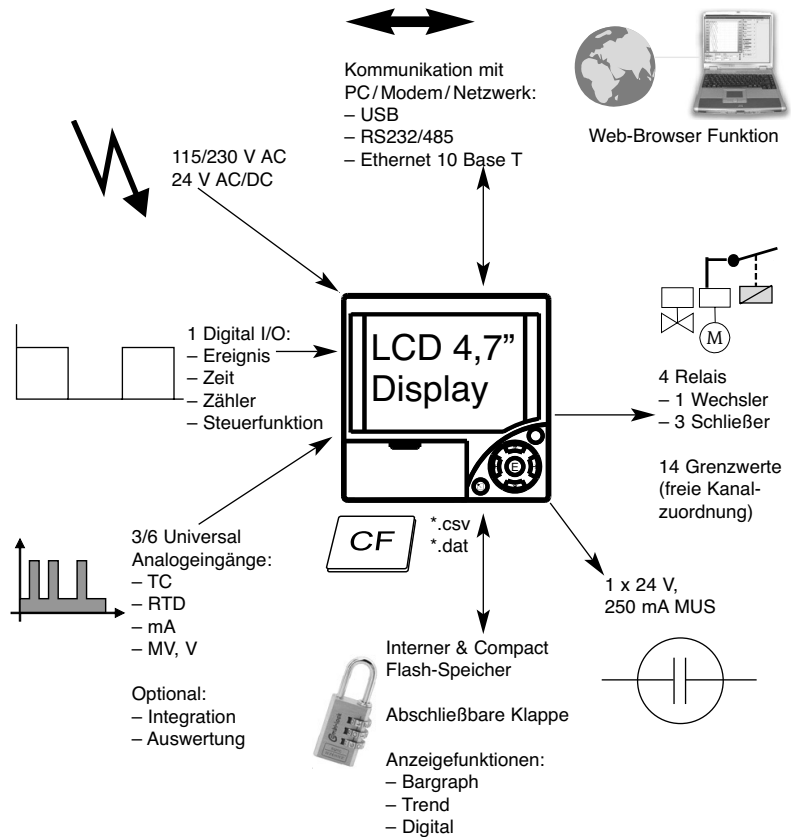 Kommunikation mit
PC/Modem/Netzwerk:
– USB
– RS232/485
– Ethernet 10 Base T
Web-Browser Funktion
115/230 V AC
24 V AC/DC
1 Digital I/O:
– Ereignis
– Zeit
– Zähler
– Steuerfunktion
LCD 4,7”
Display
E
M
4 Relais
– 1 Wechsler
– 3 Schließer
14 Grenzwerte
(freie Kanal-
zuordnung)
3/6 Universal
Analogeingänge:
– TC
– RTD
– mA
– MV, V
Optional:
– Integration
– Auswertung
CF
*.csv
*.dat
1 x 24 V,
250 mA MUS
Interner & Compact
Flash-Speicher
Abschließbare Klappe
Anzeigefunktionen:
– Bargraph
– Trend
– Digital